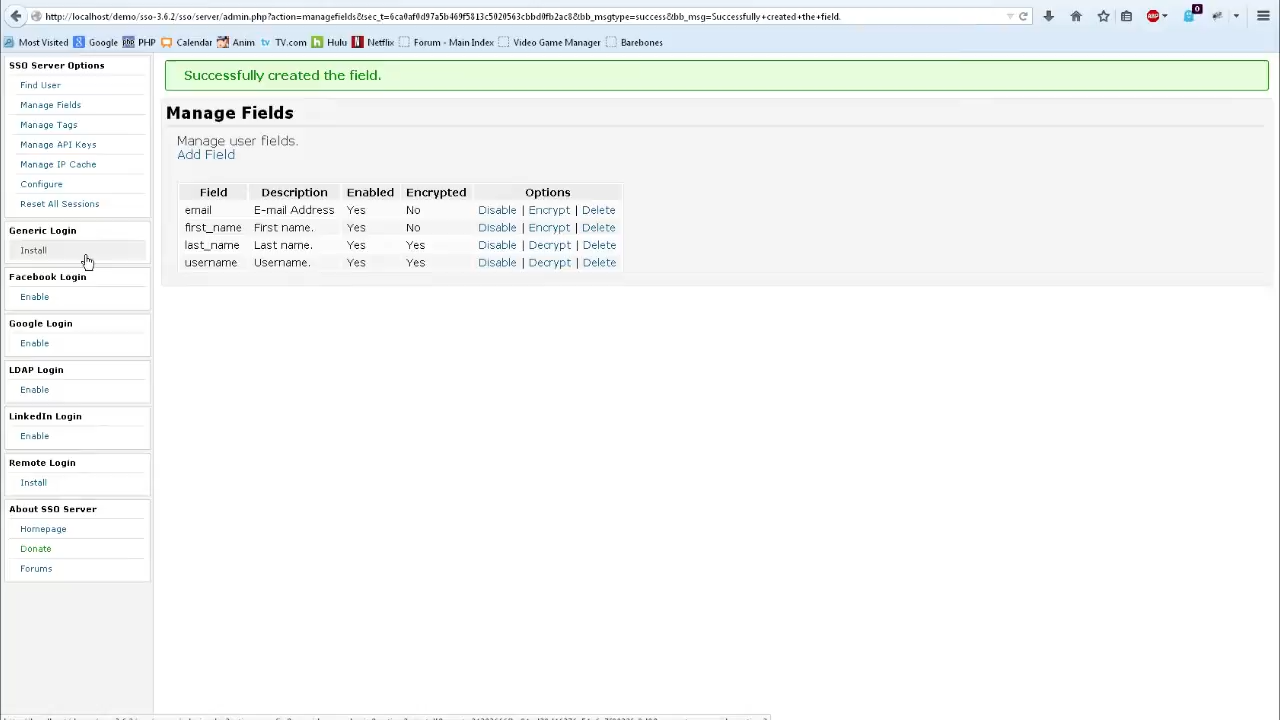 http://localhost/demo/sso-3.6.2/sso/server/admin.php?action=managefields&sec_t=6ca0af0d97a5b469f5813c5020563cbbd0fb2ac8&bb_msgtype=success&bb_msg=Successfully+created+the+field.
0
ABP
Most Visited Google PHP Calendar Anim TV.com Hulu Netflix Forum - Main Index Video Game Manager Barebones
SSO Server Options
Find User
Manage Fields
Manage Tags
Manage API Keys
Manage IP Cache
Configure
Reset All Sessions
Generic Login
Install
Facebook Login
Enable
Google Login
Enable
LDAP Login
Enable
LinkedIn Login
Enable
Remote Login
Install
About SSO Server
Homepage
Donate
Forums
Successfully created the field.
Manage Fields
Manage user fields.
Add Field
Field Description Enabled Encrypted Options
email E-mail Address Yes No Disable | Encrypt | Delete
first_name First name. Yes No Disable | Encrypt | Delete
last_name Last name. Yes Yes Disable | Decrypt | Delete
username Username. Yes Yes Disable | Decrypt | Delete